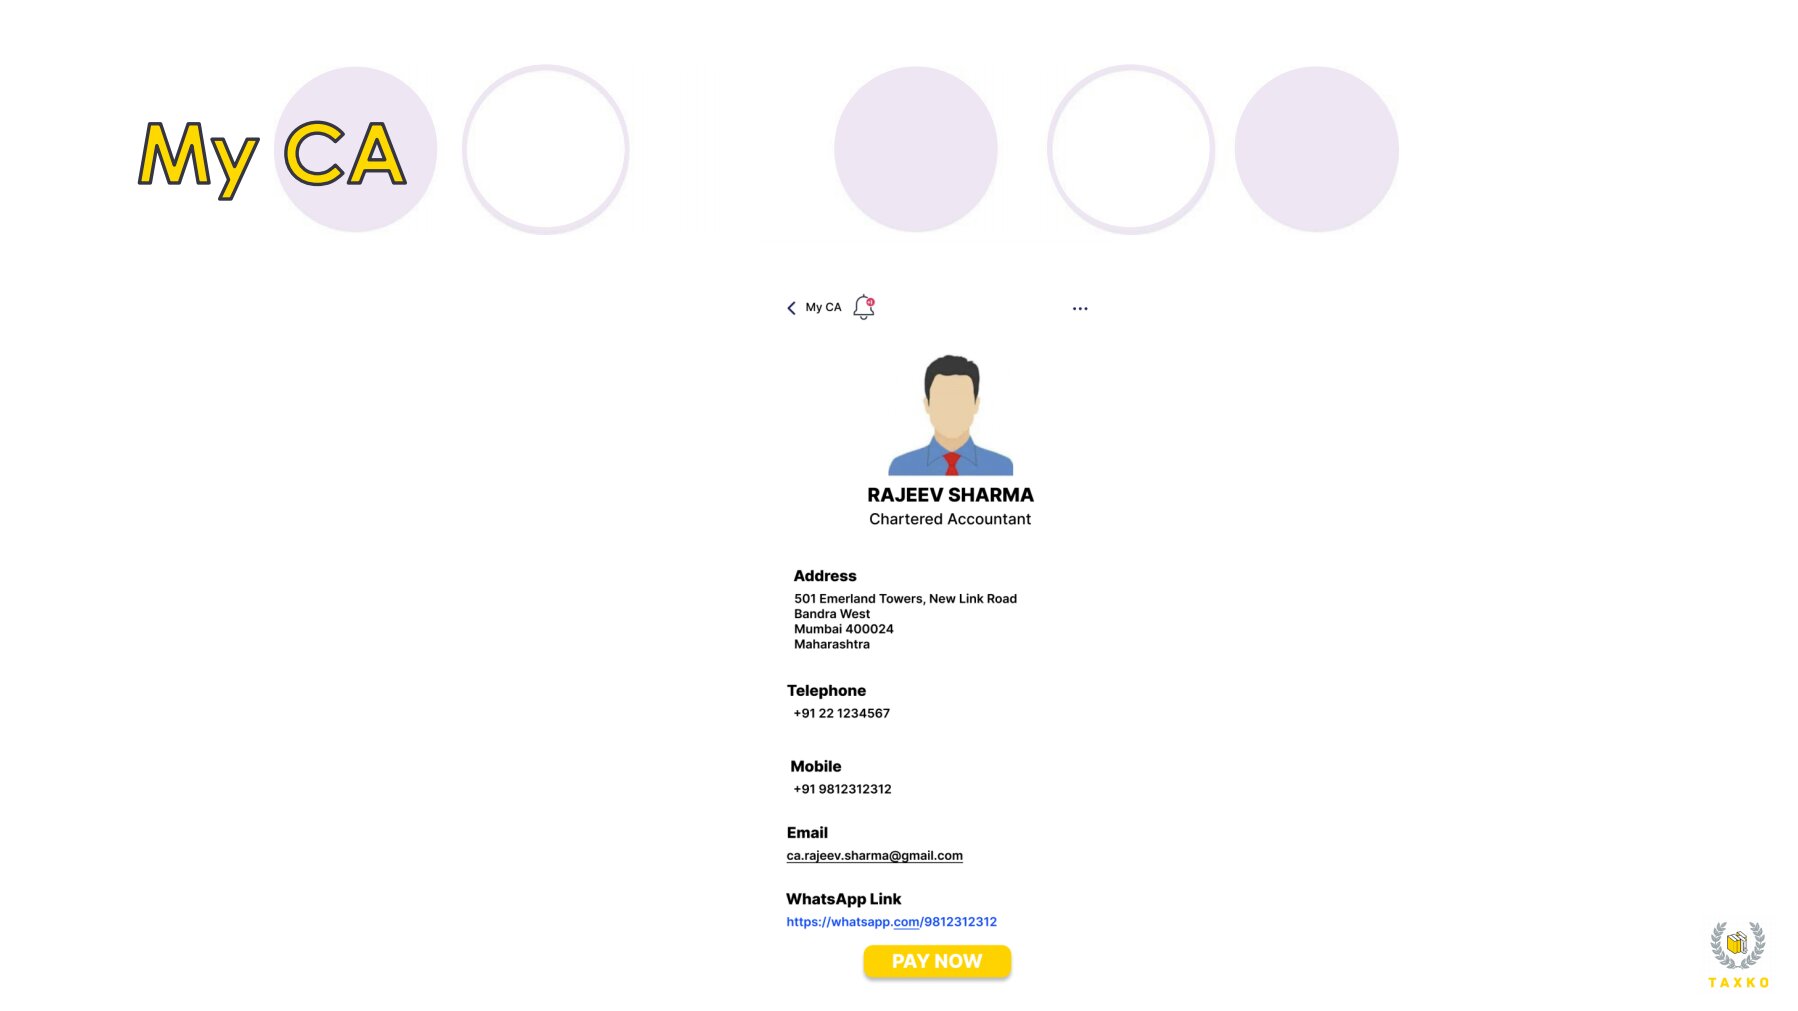 My CA
My CA
RAJEEV SHARMA
Chartered Accountant
Address
501 Emerland Towers, New Link Road
Bandra West
Mumbai 400024
Maharashtra
Telephone
+91 22 1234567
Mobile
+91 9812312312
Email
ca.rajeev.sharma@gmail.com
WhatsApp Link
https://whatsapp.com/9812312312
PAY NOW
TAXKO